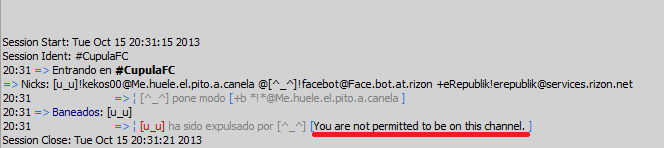 Session Start: Tue Oct 15 20:31:15 2013
Session Ident: #CupulaFC
20:31 => Entrando en #CupulaFC
=> Nicks: [u_u]!kekos00@Me.huele.el.pito.a.canela @[^_^]!facebot@Face.bot.at.rizon +eRepublik!erepublik@services.rizon.net
20:31 => ¦ [^_^] pone modo [+b *!*@Me.huele.el.pito.a.canela ]
=> Baneados: [u_u]
20:31 => ¦ [u_u] ha sido expulsado por [^_^] [You are not permitted to be on this channel. ]
Session Close: Tue Oct 15 20:31:21 2013